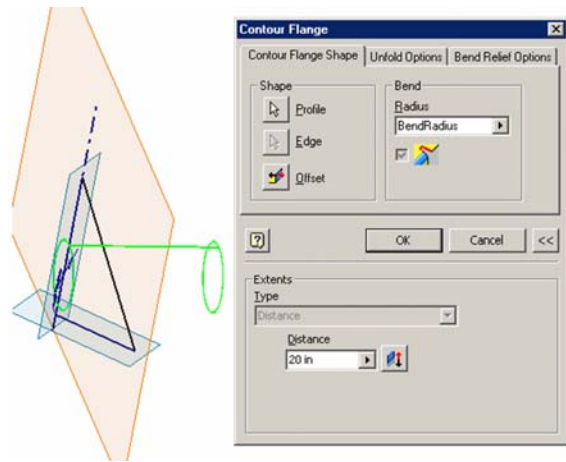 Contour Flange
Contour Flange Shape
Unfold Options
Bend Relief Options
Shape
Profile
Edge
Offset
Bend
Radius
BendRadius
?
OK
Cancel
<<
Extents
Type
Distance
Distance
20 in